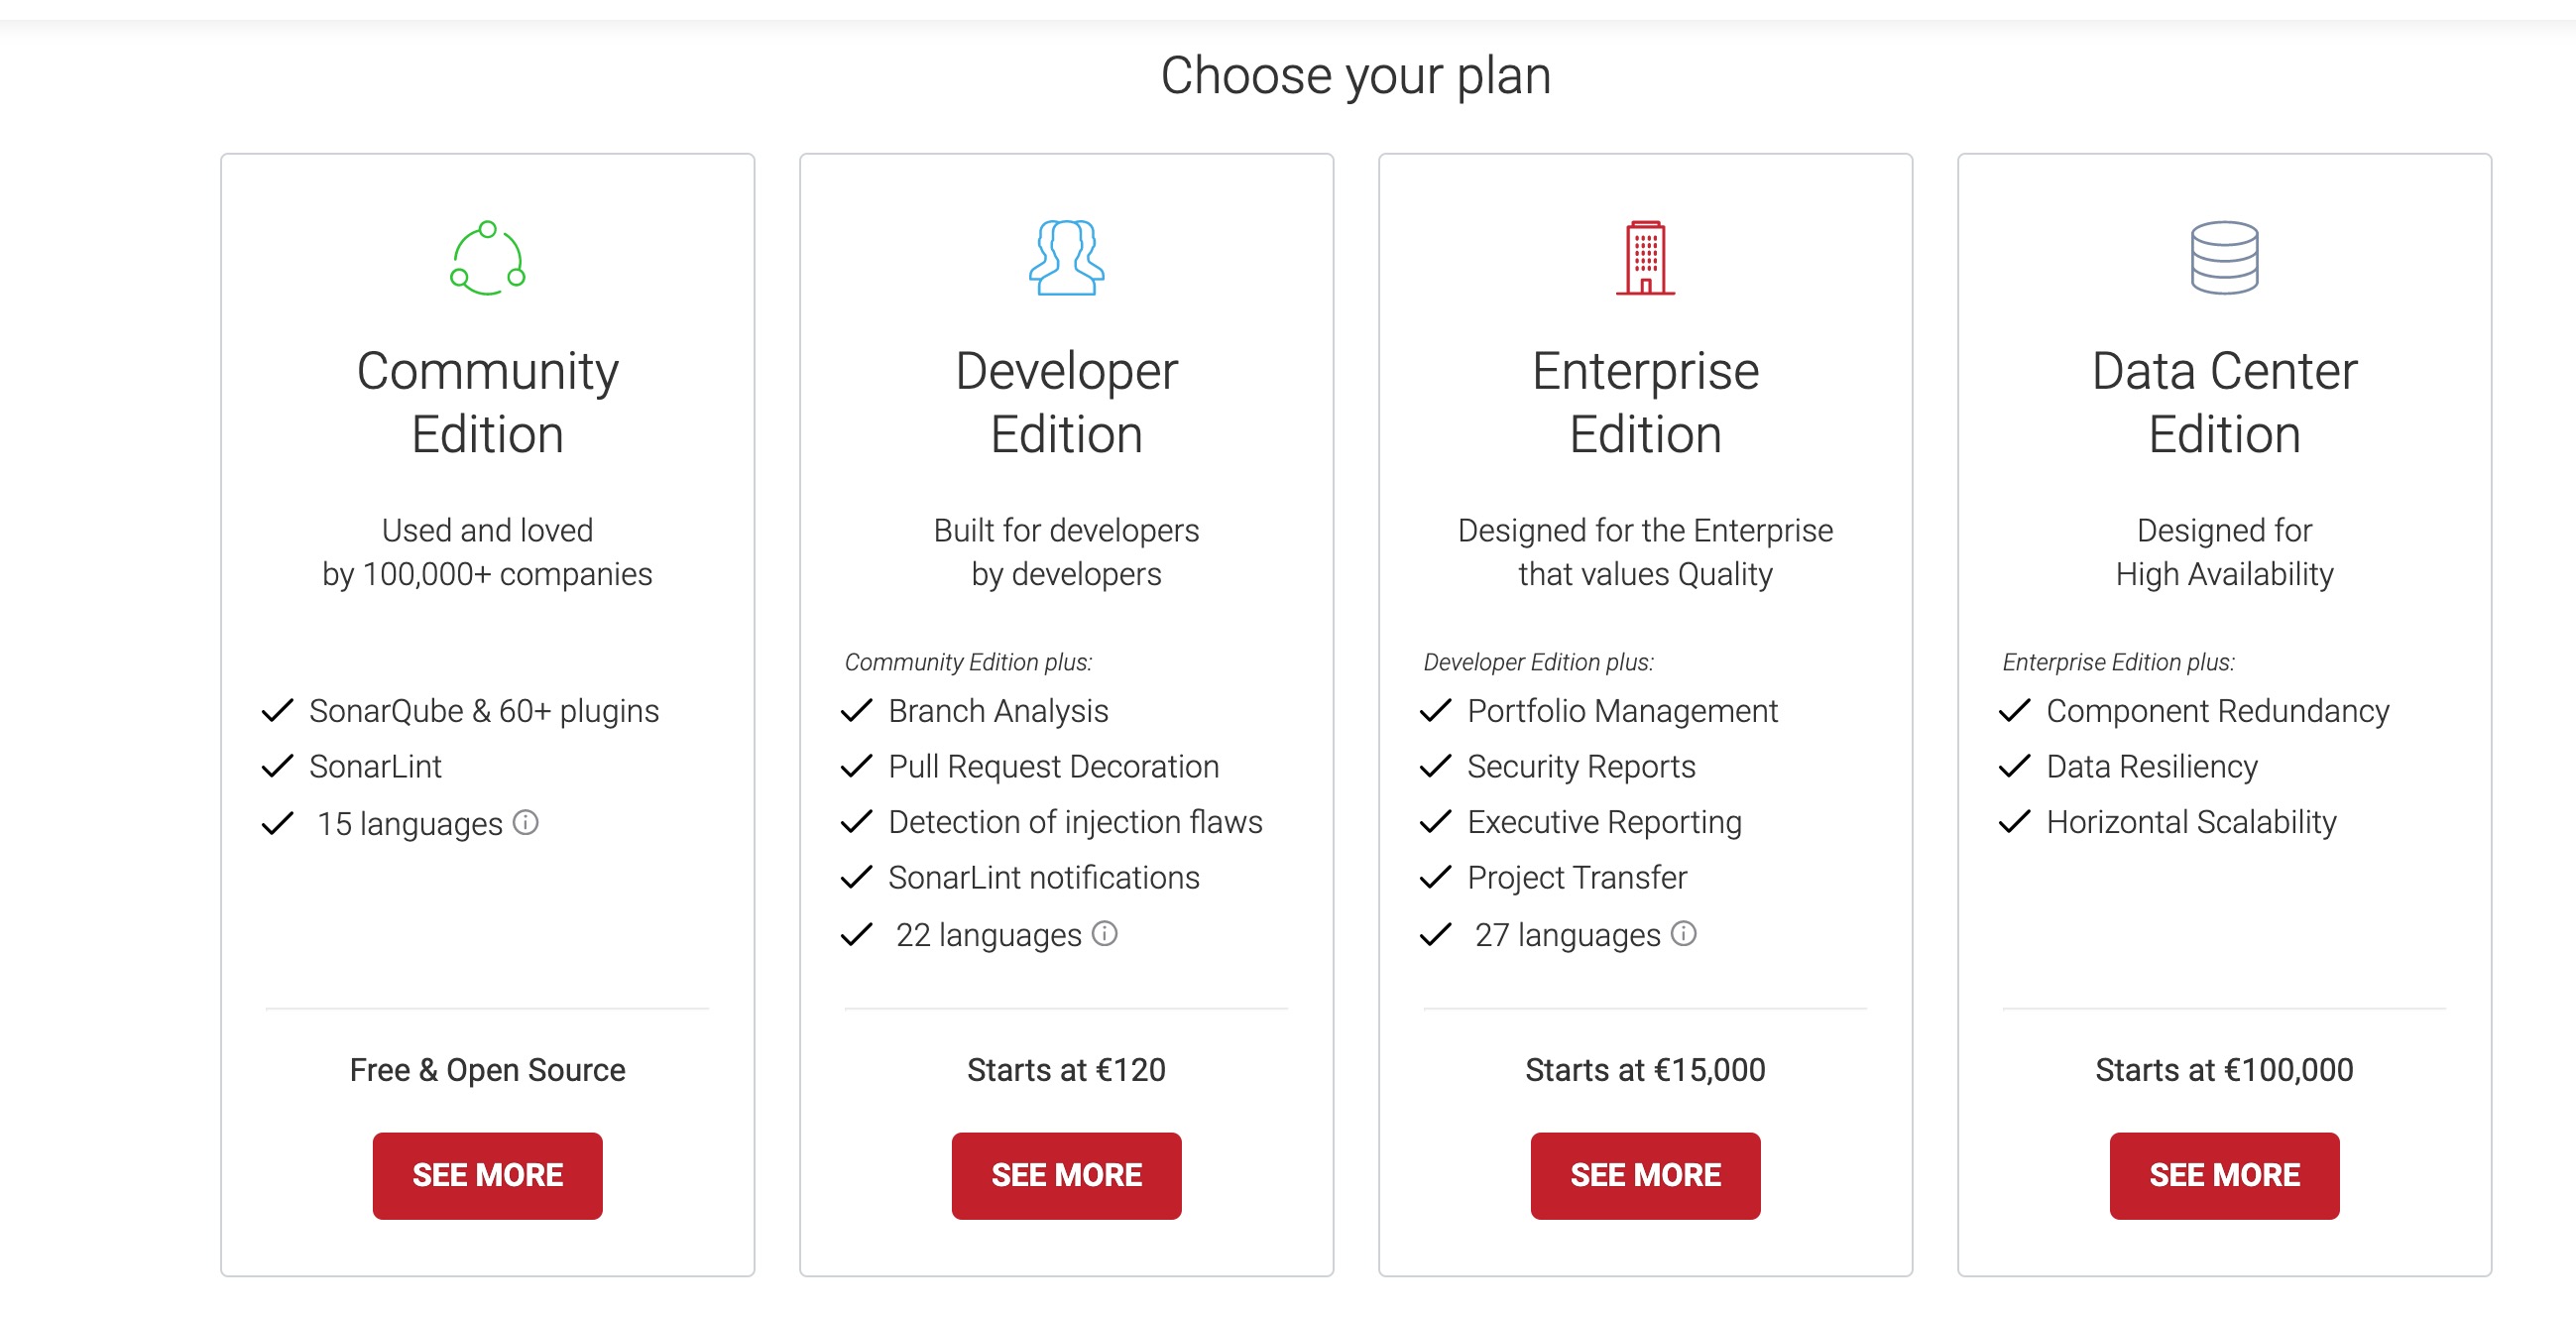 Choose your plan
Community
Edition
Used and loved
by 100,000+ companies
SonarQube & 60+ plugins
SonarLint
15 languages
Free & Open Source
SEE MORE
Developer
Edition
Built for developers
by developers
Community Edition plus:
Branch Analysis
Pull Request Decoration
Detection of injection flaws
SonarLint notifications
22 languages
Starts at €120
SEE MORE
Enterprise
Edition
Designed for the Enterprise
that values Quality
Developer Edition plus:
Portfolio Management
Security Reports
Executive Reporting
Project Transfer
27 languages
Starts at €15,000
SEE MORE
Data Center
Edition
Designed for
High Availability
Enterprise Edition plus:
Component Redundancy
Data Resiliency
Horizontal Scalability
Starts at €100,000
SEE MORE